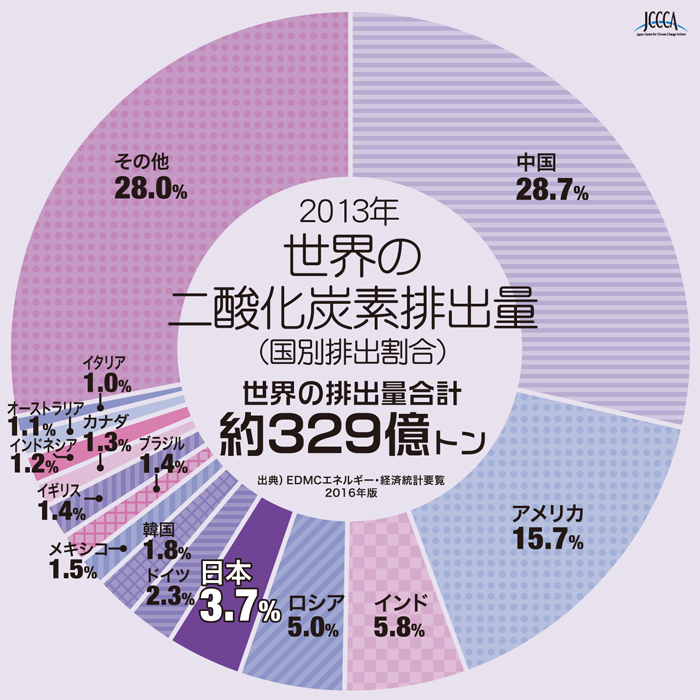 JCCCA
Japan Center for Climate Change Actions
2013年
世界の
二酸化炭素排出量
（国別排出割合）
世界の排出量合計
約329億トン
出典）EDMCエネルギー・経済統計要覧
2016年版
中国
28.7%
アメリカ
15.7%
インド
5.8%
ロシア
5.0%
日本
3.7%
ドイツ
2.3%
韓国
1.8%
メキシコ
1.5%
ブラジル
1.4%
イギリス
1.4%
カナダ
1.3%
インドネシア
1.2%
オーストラリア
1.1%
イタリア
1.0%
その他
28.0%